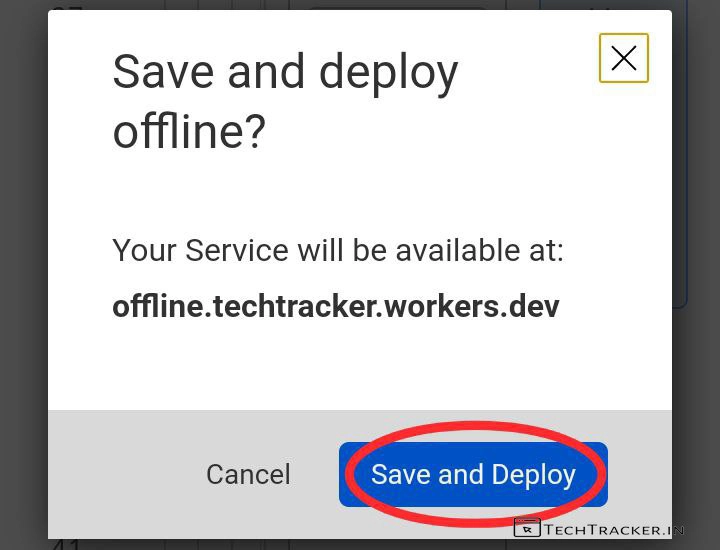 Save and deploy
offline?
Your Service will be available at:
offline.techtracker.workers.dev
Cancel
Save and Deploy
TechTracker.in